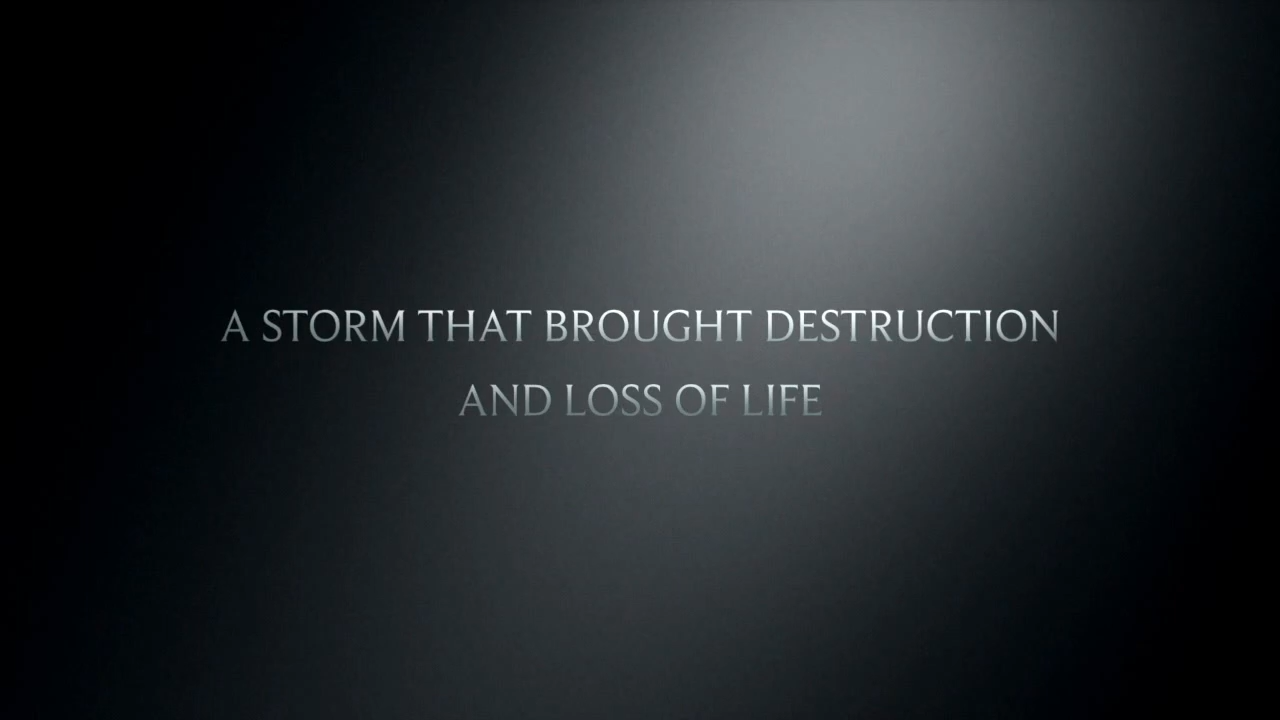 A STORM THAT BROUGHT DESTRUCTION
AND LOSS OF LIFE